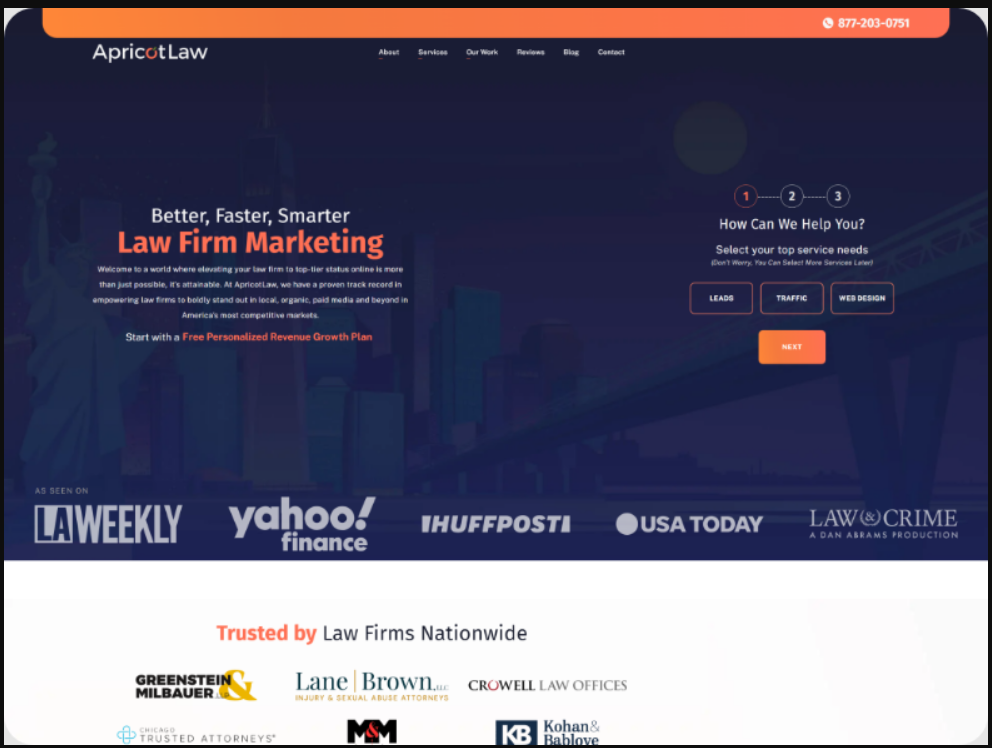 877-203-0751
ApricotLaw
About Services Our Work Reviews Blog Contact
Better, Faster, Smarter
Law Firm Marketing
Welcome to a world where elevating your law firm to top-tier status online is more
than just possible, it's attainable. At ApricotLaw, we have a proven track record in
empowering law firms to boldly stand out in local, organic, paid media and beyond in
America's most competitive markets.
Start with a Free Personalized Revenue Growth Plan
1 2 3
How Can We Help You?
Select your top service needs
(Don't Worry, You Can Select More Services Later)
LEADS TRAFFIC WEB DESIGN
NEXT
AS SEEN ON
LA WEEKLY
yahoo!
finance
HUFFPOST
USA TODAY
LAW & CRIME
A DAN ABRAMS PRODUCTION
Trusted by Law Firms Nationwide
GREENSTEIN &
MILBAUER LLP
Lane | Brown, LLC
INJURY & SEXUAL ABUSE ATTORNEYS
CROWELL LAW OFFICES
CHICAGO
TRUSTED ATTORNEYS
M&M
KB
Kohan &
Bablove